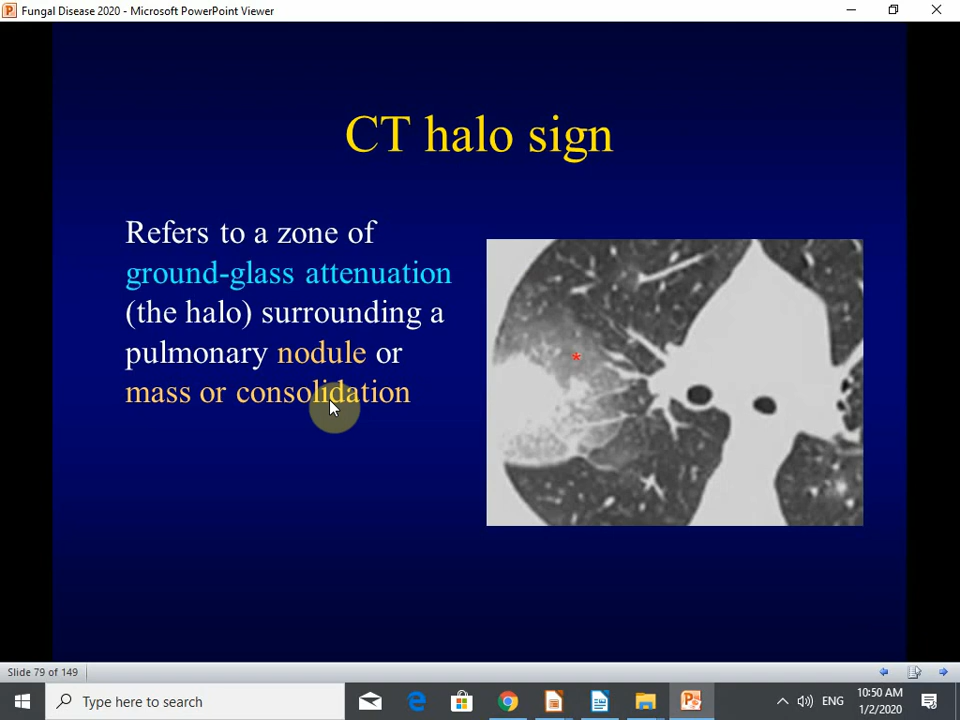 Fungal Disease 2020 - Microsoft PowerPoint Viewer
CT halo sign
Refers to a zone of
ground-glass attenuation
(the halo) surrounding a
pulmonary nodule or
mass or consolidation
*
Slide 79 of 149
Type here to search
ENG
10:50 AM
1/2/2020